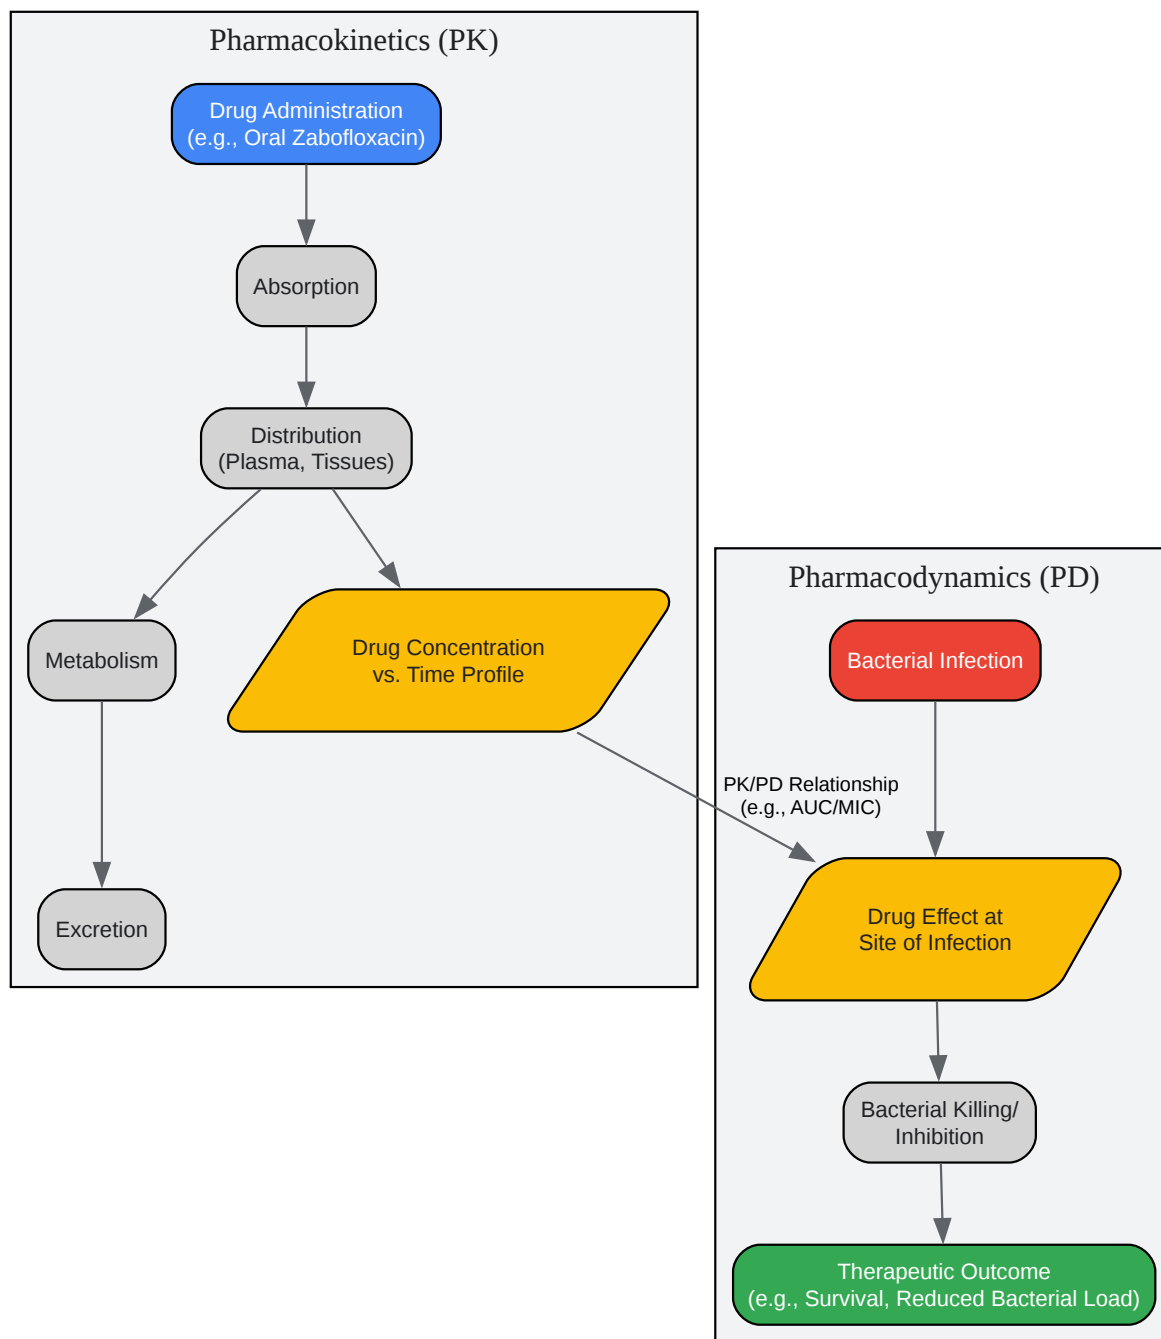 Pharmacokinetics (PK)
Drug Administration
(e.g., Oral Zabofloxacin)
Absorption
Distribution
(Plasma, Tissues)
Metabolism
Drug Concentration
vs. Time Profile
Excretion
PK/PD Relationship
(e.g., AUC/MIC)
Pharmacodynamics (PD)
Bacterial Infection
Drug Effect at
Site of Infection
Bacterial Killing/
Inhibition
Therapeutic Outcome
(e.g., Survival, Reduced Bacterial Load)